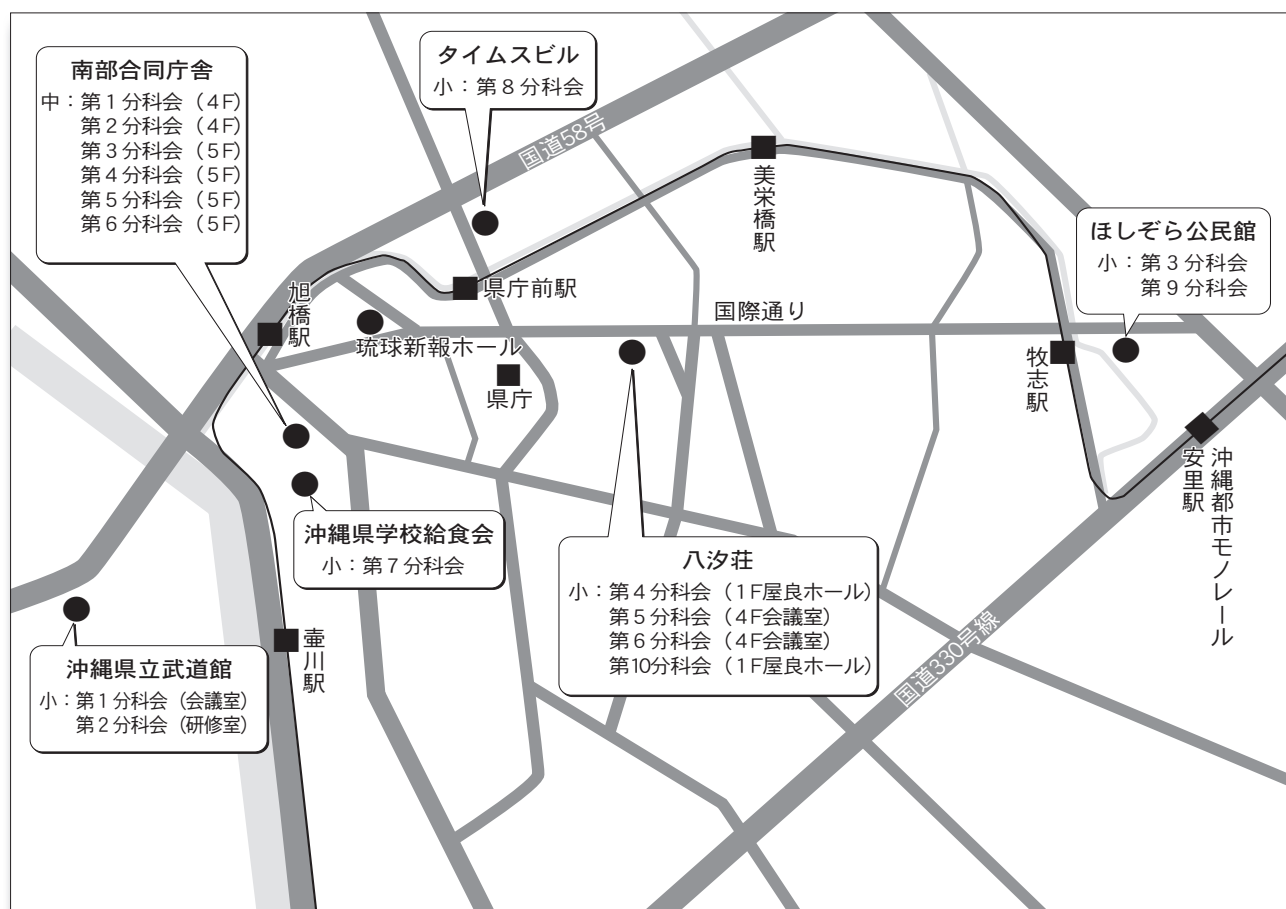 南部合同庁舎
中：第１分科会（４F）
第２分科会（４F）
第３分科会（５F）
第４分科会（５F）
第５分科会（５F）
第６分科会（５F）
タイムスビル
小：第８分科会
国道58号
美栄橋駅
ほしぞら公民館
小：第３分科会
第９分科会
旭橋駅
県庁前駅
国際通り
琉球新報ホール
県庁
牧志駅
沖縄都市モノレール
安里駅
沖縄県学校給食会
小：第７分科会
八汐荘
小：第４分科会（１F屋良ホール）
第５分科会（４F会議室）
第６分科会（４F会議室）
第10分科会（１F屋良ホール）
壷川駅
沖縄県立武道館
小：第１分科会（会議室）
第２分科会（研修室）
国道330号線